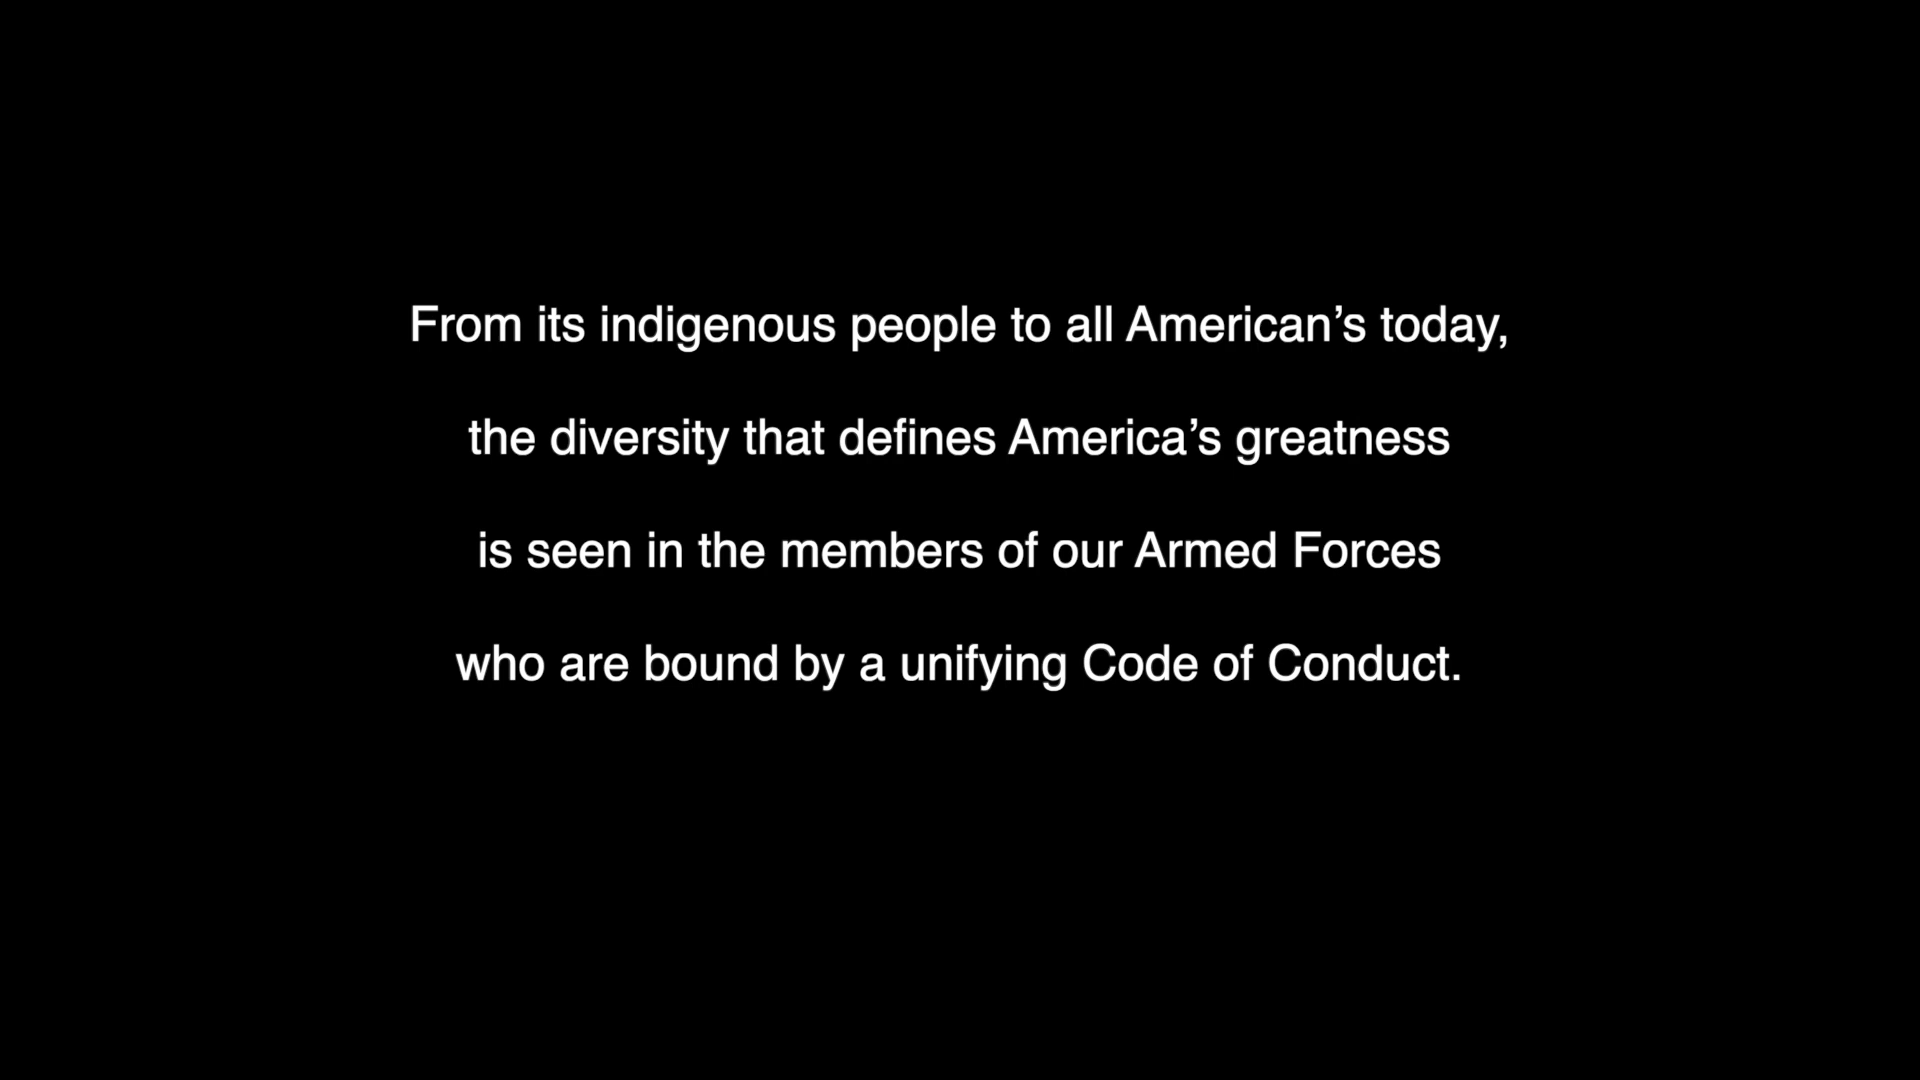 From its indigenous people to all American’s today,
the diversity that defines America’s greatness
is seen in the members of our Armed Forces
who are bound by a unifying Code of Conduct.